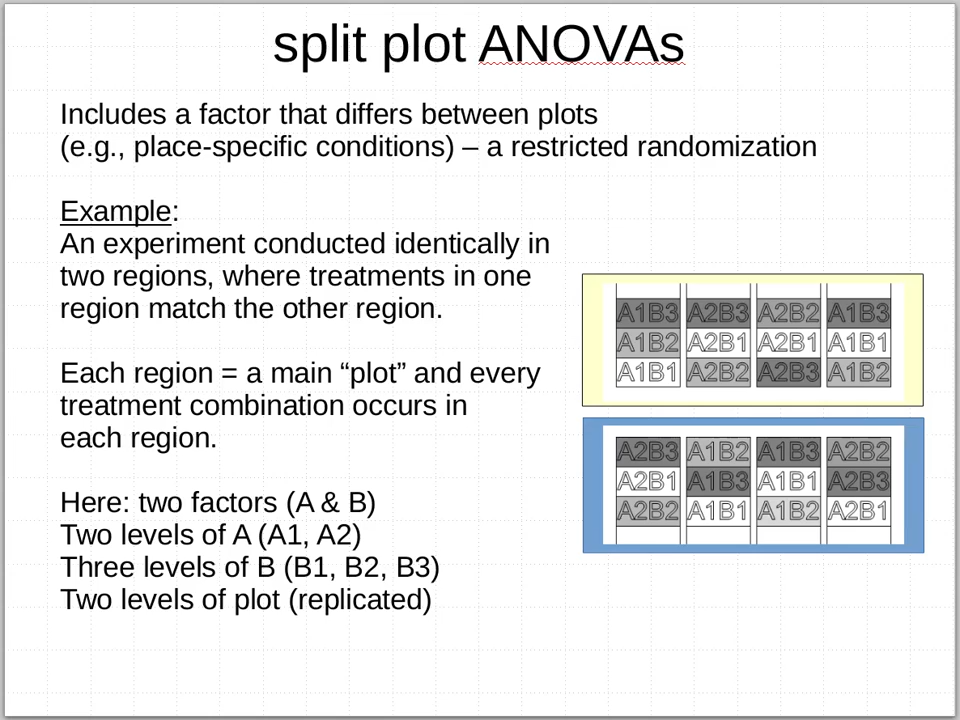 split plot ANOVAs
Includes a factor that differs between plots
(e.g., place-specific conditions) – a restricted randomization
Example:
An experiment conducted identically in
two regions, where treatments in one
region match the other region.
Each region = a main “plot” and every
treatment combination occurs in
each region.
Here: two factors (A & B)
Two levels of A (A1, A2)
Three levels of B (B1, B2, B3)
Two levels of plot (replicated)
A1B3 A2B3 A2B2 A1B3
A1B2 A2B1 A2B1 A1B1
A1B1 A2B2 A2B3 A1B2
A2B3 A1B2 A1B3 A2B2
A2B1 A1B3 A1B1 A2B3
A2B2 A1B1 A1B2 A2B1